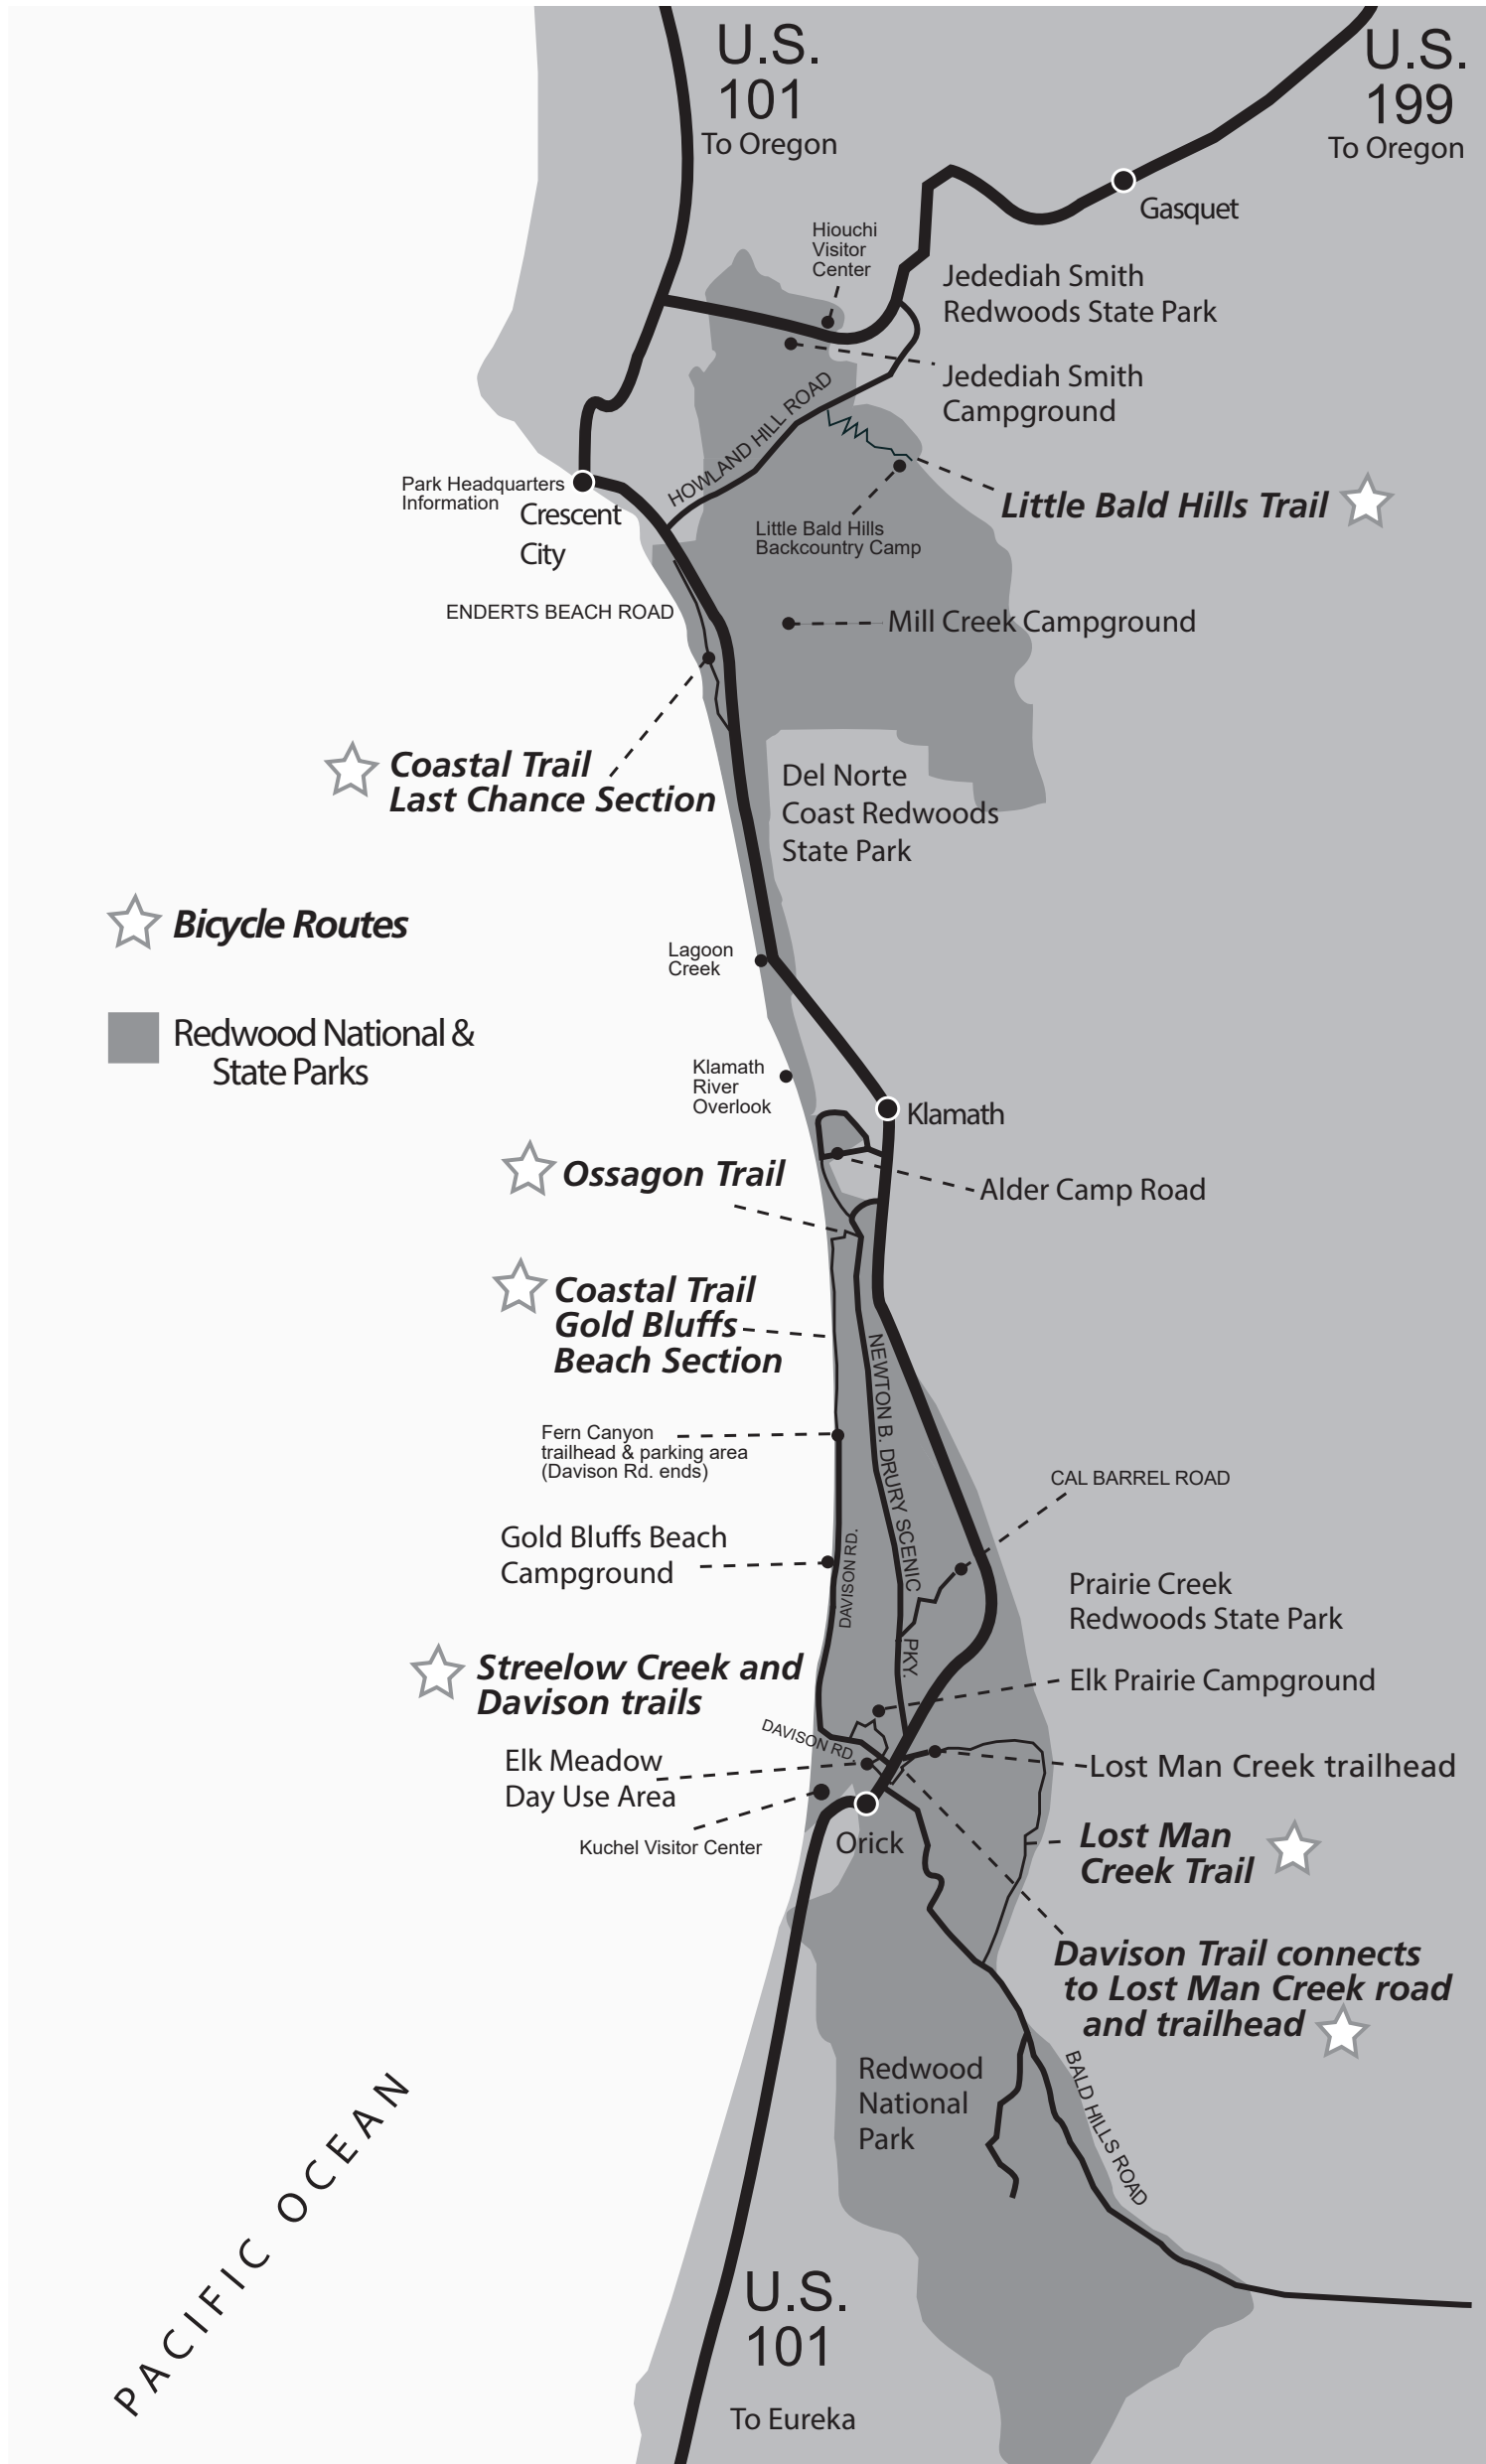 U.S.
101
To Oregon
U.S.
199
To Oregon
Gasquet
Hiouchi
Visitor
Center
Jedediah Smith
Redwoods State Park
Jedediah Smith
Campground
HOWLAND HILL ROAD
Park Headquarters
Information
Crescent
City
Little Bald Hills Trail
Little Bald Hills
Backcountry Camp
ENDERTS BEACH ROAD
Mill Creek Campground
Coastal Trail
Last Chance Section
Del Norte
Coast Redwoods
State Park
Bicycle Routes
Lagoon
Creek
Redwood National &
State Parks
Klamath
River
Overlook
Klamath
Ossagon Trail
Alder Camp Road
Coastal Trail
Gold Bluffs
Beach Section
NEWTON B. DRURY SCENIC PKY.
Fern Canyon
trailhead & parking area
(Davison Rd. ends)
CAL BARREL ROAD
Gold Bluffs Beach
Campground
DAVISON RD.
Prairie Creek
Redwoods State Park
Streelow Creek and
Davison trails
Elk Prairie Campground
DAVISON RD.
Elk Meadow
Day Use Area
Lost Man Creek trailhead
Kuchel Visitor Center
Orick
Lost Man
Creek Trail
Davison Trail connects
to Lost Man Creek road
and trailhead
Redwood
National
Park
BALD HILLS ROAD
PACIFIC OCEAN
U.S.
101
To Eureka